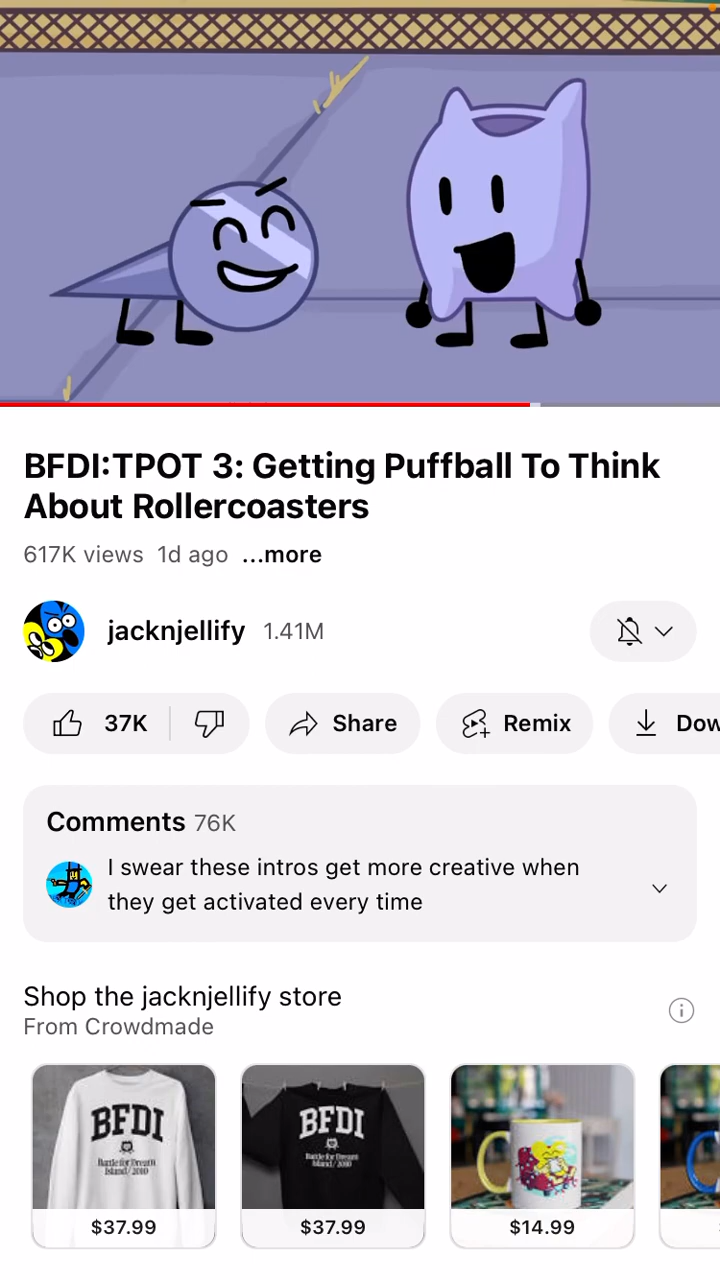 BFDI:TPOT 3: Getting Puffball To Think
About Rollercoasters
617K views 1d ago ...more
jacknjellify 1.41M
37K Share Remix Dow
Comments 76K
I swear these intros get more creative when
they get activated every time
Shop the jacknjellify store
From Crowdmade
BFDI
Battle for Dream
Island/2010
BFDI
Battle for Dream
Island/2010
$37.99 $37.99 $14.99